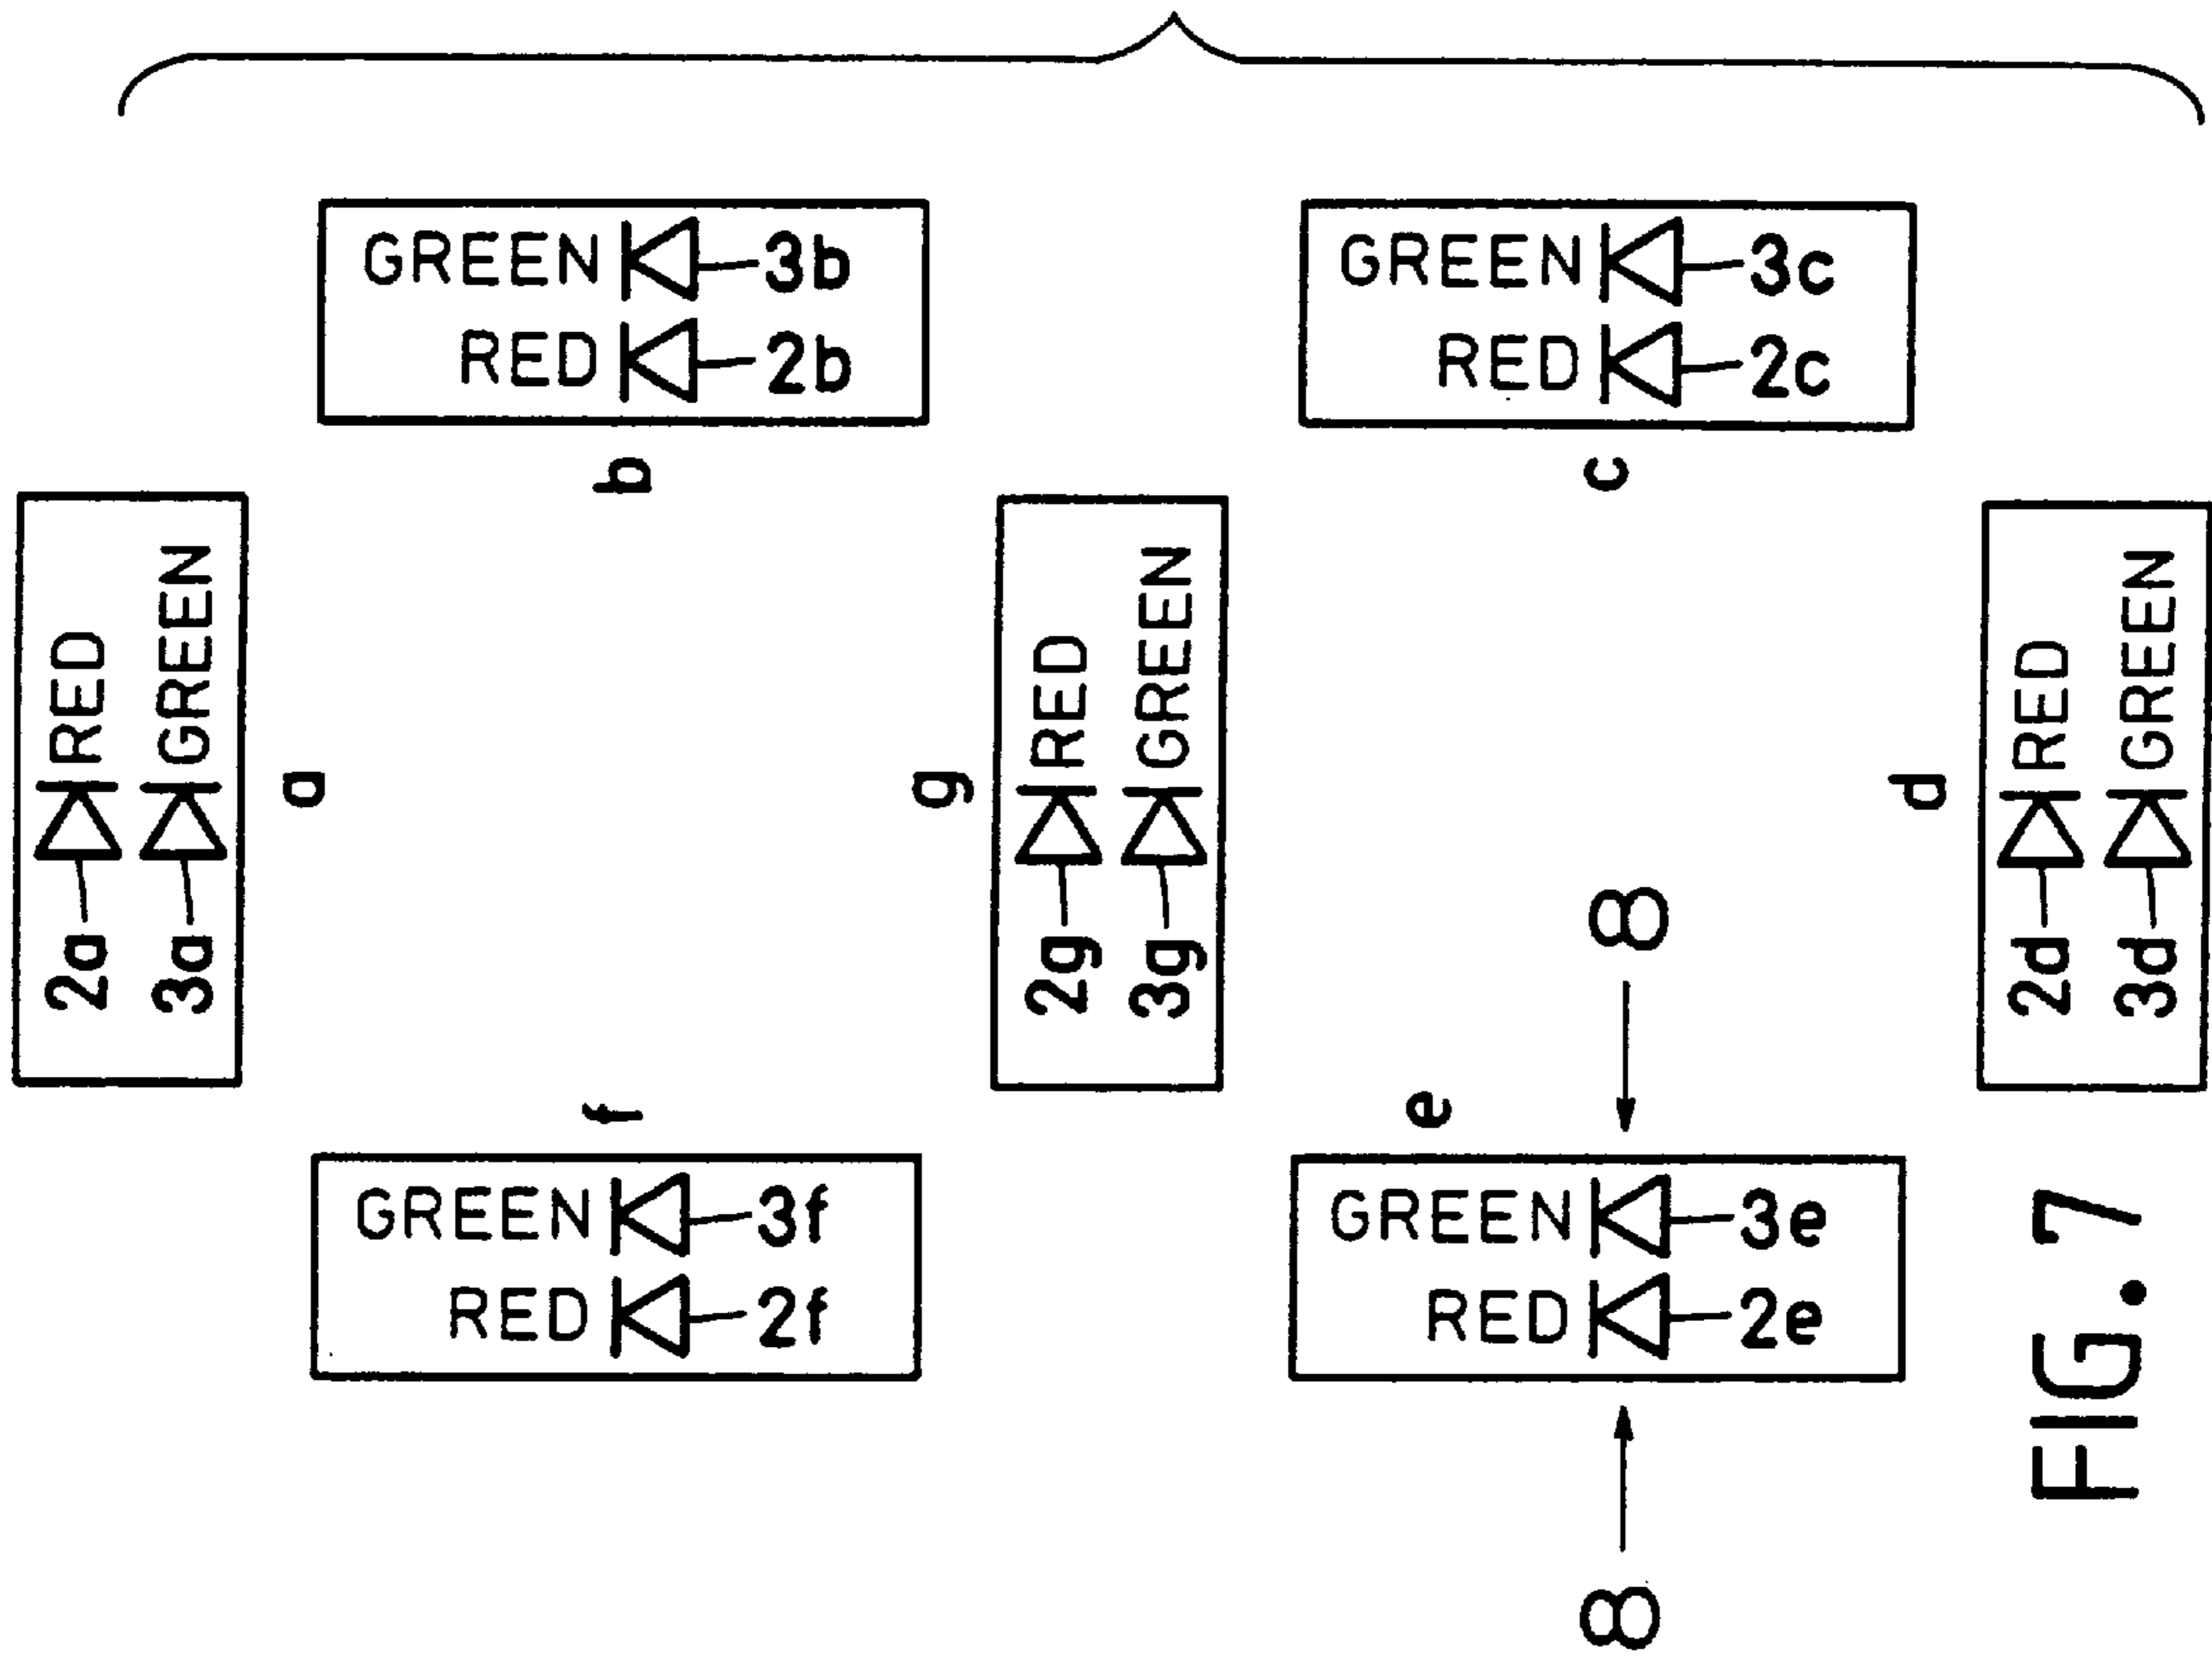 2a RED
3a GREEN
a
GREEN 3b
RED 2b
b
f
GREEN 3f
RED 2f
g
2g RED
3g GREEN
GREEN 3c
RED 2c
c
e
8
GREEN 3e
RED 2e
8
d
2d RED
3d GREEN
FIG. 7